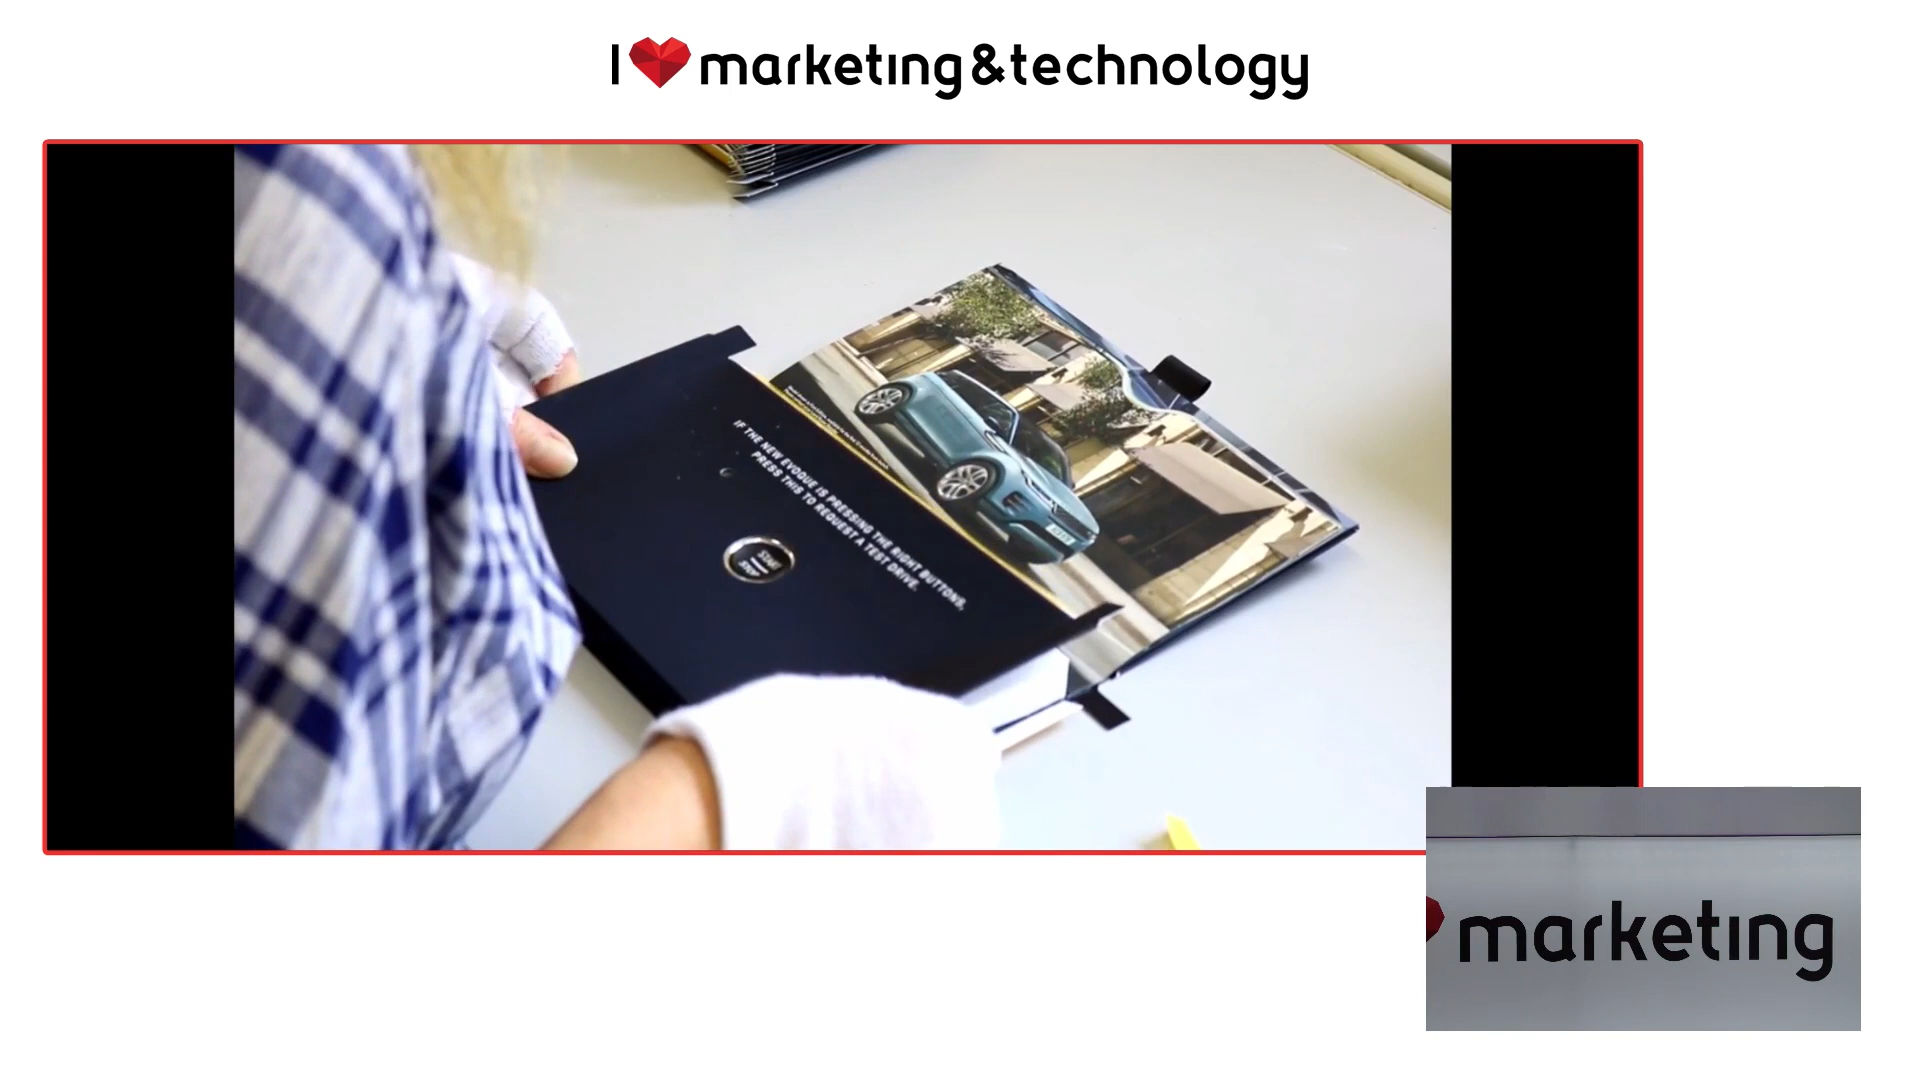 I marketing&technology
IF THE NEW EVOQUE IS PRESSING THE RIGHT BUTTONS,
PRESS THIS TO REQUEST A TEST DRIVE.
START
STOP
marketing